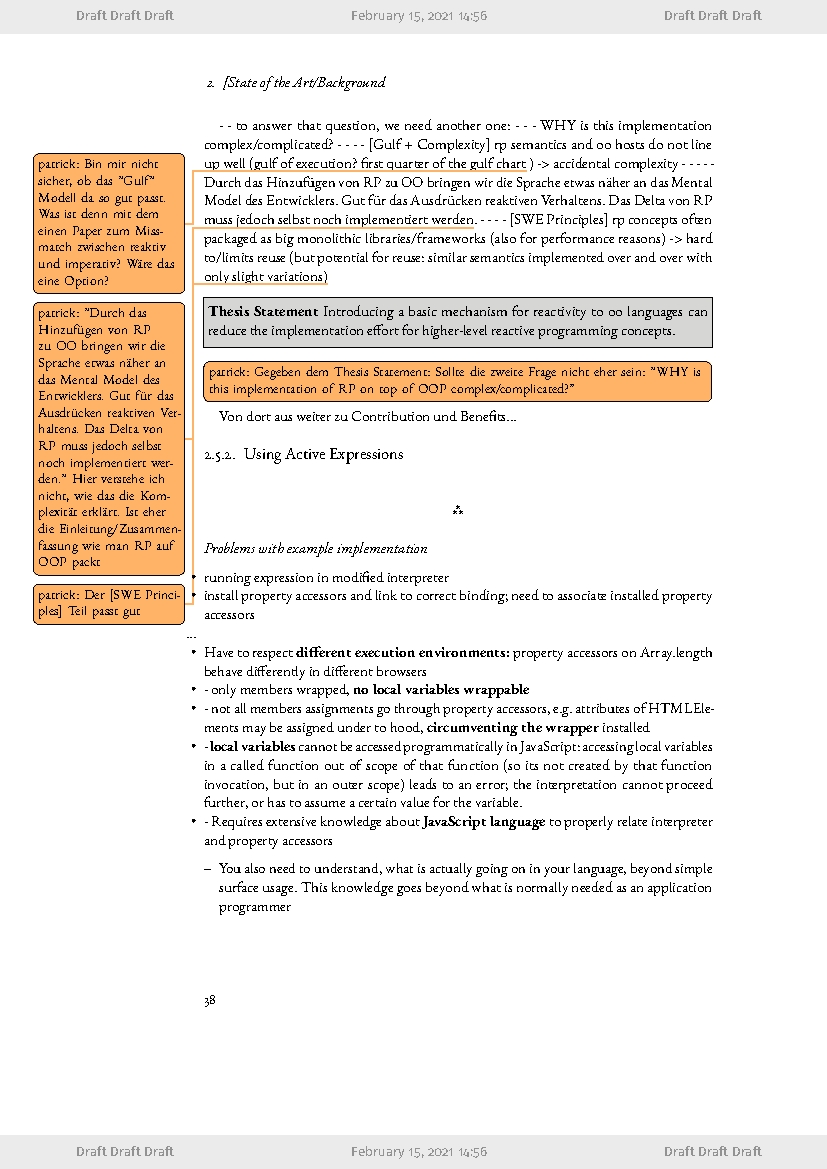 Draft Draft Draft February 15, 2021 14:56 Draft Draft Draft
2. [State of the Art/Background
- - to answer that question, we need another one: - - - WHY is this implementation
complex/complicated? - - - - [Gulf + Complexity] rp semantics and oo hosts do not line
up well (gulf of execution? first quarter of the gulf chart ) -> accidental complexity - - - - -
Durch das Hinzufügen von RP zu OO bringen wir die Sprache etwas näher an das Mental
Model des Entwicklers. Gut für das Ausdrücken reaktiven Verhaltens. Das Delta von RP
muss jedoch selbst noch implementiert werden. - - - - [SWE Principles] rp concepts often
packaged as big monolithic libraries/frameworks (also for performance reasons) -> hard
to/limits reuse (but potential for reuse: similar semantics implemented over and over with
only slight variations)
patrick: Bin mir nicht
sicher, ob das "Gulf"
Modell da so gut passt.
Was ist denn mit dem
einen Paper zum Miss-
match zwischen reaktiv
und imperativ? Wäre das
eine Option?
patrick: "Durch das
Hinzufügen von RP
zu OO bringen wir die
Sprache etwas näher an
das Mental Model des
Entwicklers. Gut für das
Ausdrücken reaktiven Ver-
haltens. Das Delta von
RP muss jedoch selbst
noch implementiert wer-
den." Hier verstehe ich
nicht, wie das die Kom-
plexität erklärt. Ist eher
die Einleitung/Zusammen-
fassung wie man RP auf
OOP packt
patrick: Der [SWE Princi-
ples] Teil passt gut
Thesis Statement Introducing a basic mechanism for reactivity to oo languages can
reduce the implementation effort for higher-level reactive programming concepts.
patrick: Gegeben dem Thesis Statement: Sollte die zweite Frage nicht eher sein: "WHY is
this implementation of RP on top of OOP complex/complicated?"
Von dort aus weiter zu Contribution und Benefits...
2.5.2. Using Active Expressions
⁂
Problems with example implementation
• running expression in modified interpreter
• install property accessors and link to correct binding; need to associate installed property
accessors
...
• Have to respect different execution environments: property accessors on Array.length
behave differently in different browsers
• - only members wrapped, no local variables wrappable
• - not all members assignments go through property accessors, e.g. attributes of HTMLEle-
ments may be assigned under to hood, circumventing the wrapper installed
• - local variables cannot be accessed programmatically in JavaScript: accessing local variables
in a called function out of scope of that function (so its not created by that function
invocation, but in an outer scope) leads to an error; the interpretation cannot proceed
further, or has to assume a certain value for the variable.
• - Requires extensive knowledge about JavaScript language to properly relate interpreter
and property accessors
– You also need to understand, what is actually going on in your language, beyond simple
surface usage. This knowledge goes beyond what is normally needed as an application
programmer
38
Draft Draft Draft February 15, 2021 14:56 Draft Draft Draft